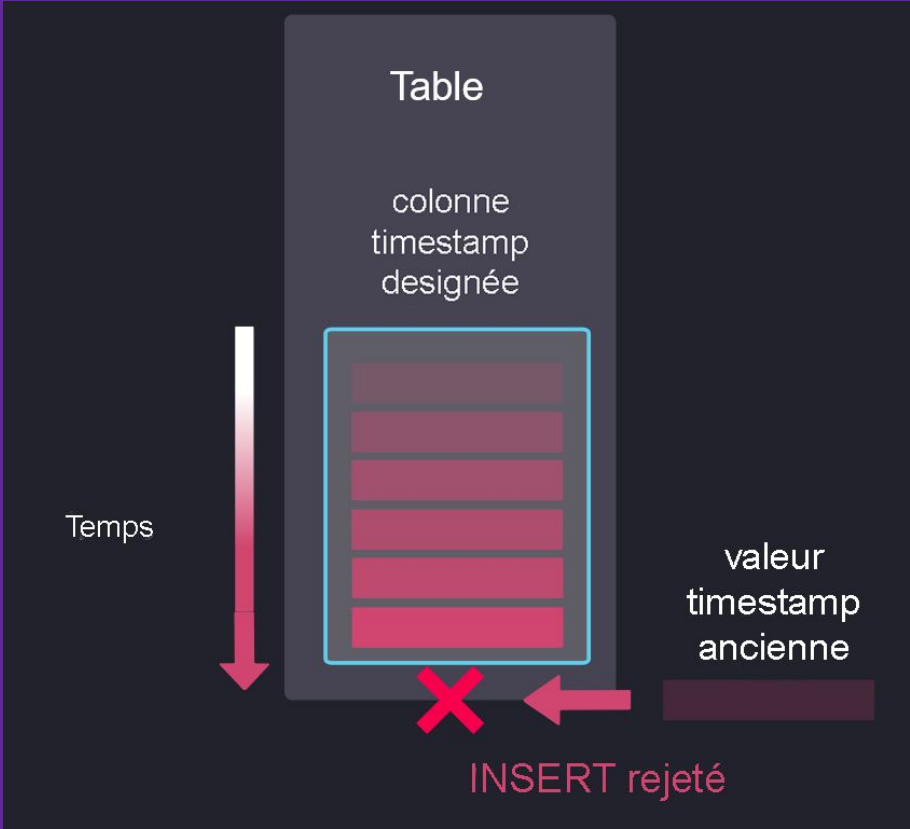 Table
colonne
timestamp
designée
Temps
valeur
timestamp
ancienne
INSERT rejeté